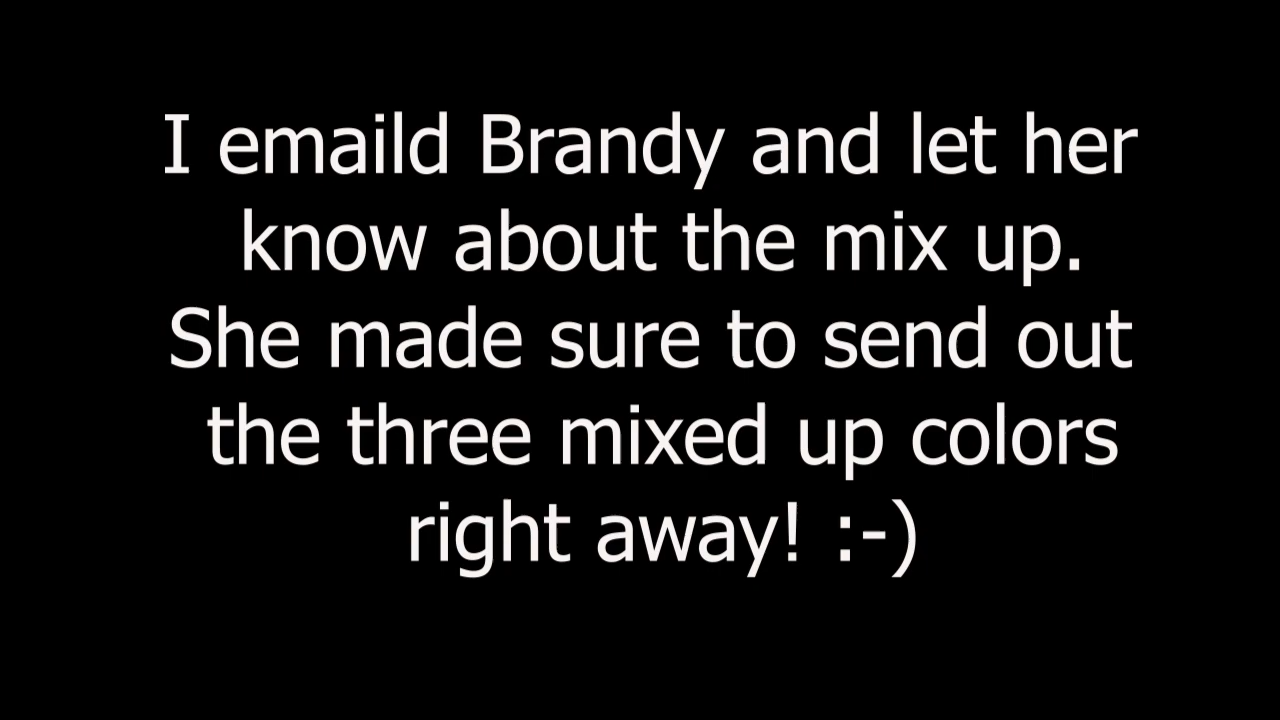 I emaild Brandy and let her
know about the mix up.
She made sure to send out
the three mixed up colors
right away! :-)